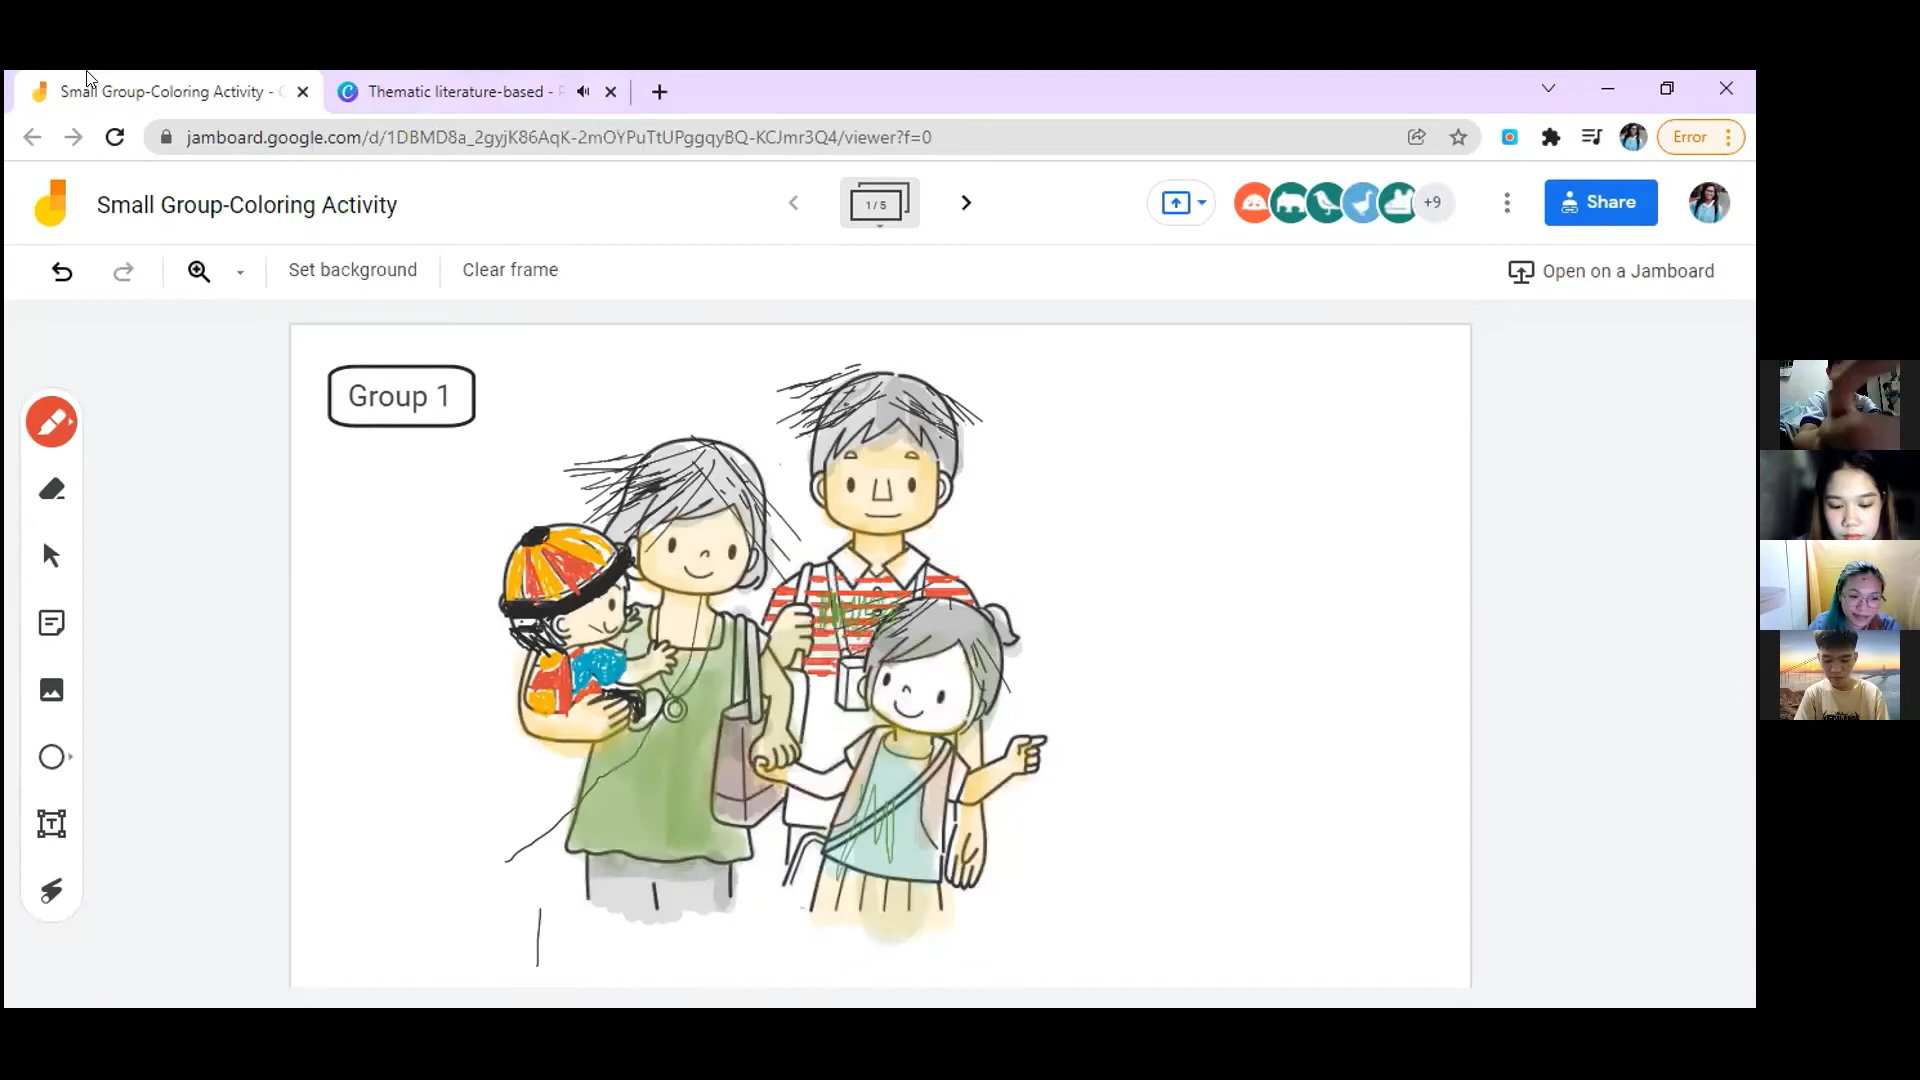 Small Group-Coloring Activity -
Thematic literature-based -
jamboard.google.com/d/1DBMD8a_2gyjK86AqK-2mOYPuTtUPggqyBQ-KCJmr3Q4/viewer?f=0
Error
Small Group-Coloring Activity
1/5
+9
Share
Set background
Clear frame
Open on a Jamboard
Group 1